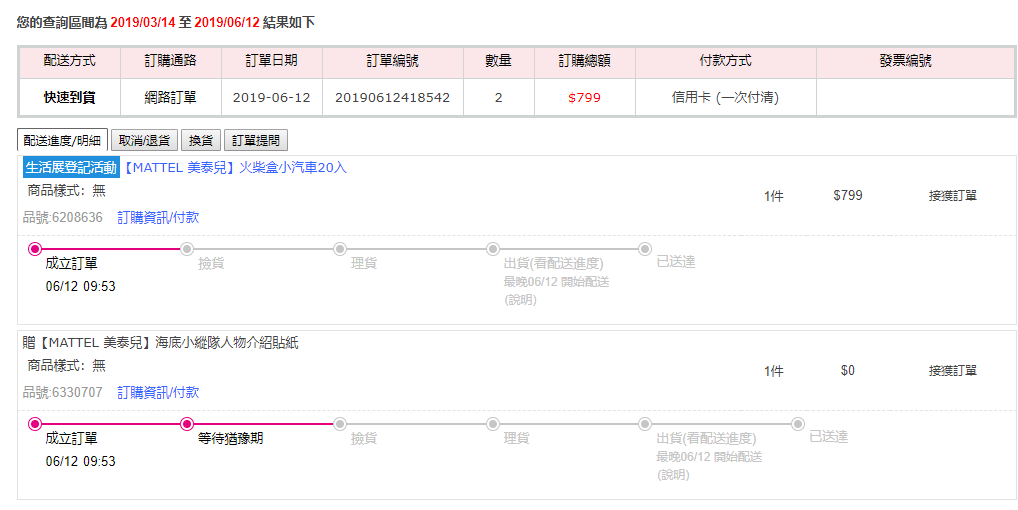 您的查詢區間為 2019/03/14 至 2019/06/12 結果如下
配送方式 訂購通路 訂單日期 訂單編號 數量 訂購總額 付款方式 發票編號
快速到貨 網路訂單 2019-06-12 20190612418542 2 $799 信用卡 (一次付清)
配送進度/明細 取消/退貨 換貨 訂單提問
生活展登記活動【MATTEL 美泰兒】火柴盒小汽車20入
商品樣式：無
1件 $799 接獲訂單
品號:6208636 訂購資訊/付款
成立訂單 撿貨 理貨 出貨(看配送進度) 已送達
06/12 09:53 最晚06/12 開始配送
(說明)
贈【MATTEL 美泰兒】海底小縱隊人物介紹貼紙
商品樣式：無
1件 $0 接獲訂單
品號:6330707 訂購資訊/付款
成立訂單 等待猶豫期 撿貨 理貨 出貨(看配送進度) 已送達
06/12 09:53 最晚06/12 開始配送
(說明)